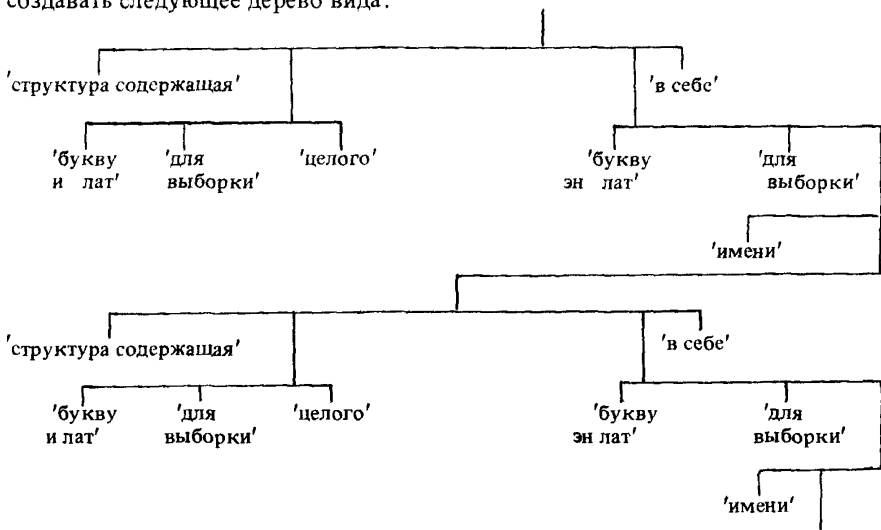 создавать следующее дерево вида:
'структура содержащая'
'в себе'
'букву 'для 'целого' 'букву 'для
и лат' выборки' эн лат' выборки'
'имени'
'структура содержащая'
'в себе'
'букву 'для 'целого' 'букву 'для
и лат' выборки' эн лат' выборки'
'имени'